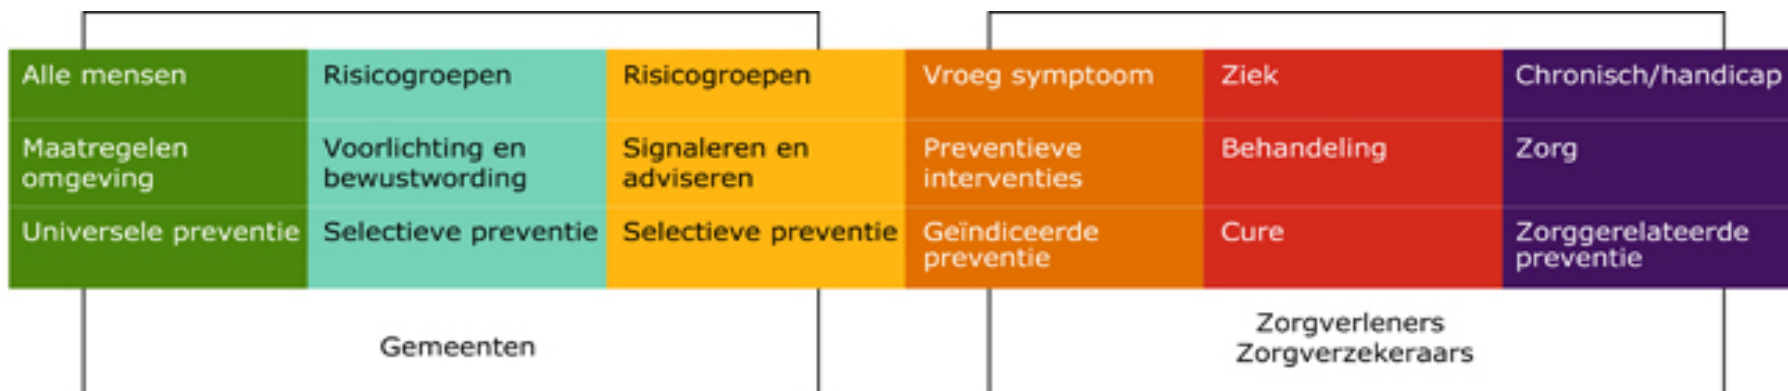 Alle mensen
Risicogroepen
Risicogroepen
Vroeg symptoom
Ziek
Chronisch/handicap
Maatregelen
omgeving
Voorlichting en
bewustwording
Signaleren en
adviseren
Preventieve
interventies
Behandeling
Zorg
Universele preventie
Selectieve preventie
Selectieve preventie
Geïndiceerde
preventie
Cure
Zorggerelateerde
preventie
Gemeenten
Zorgverleners
Zorgverzekeraars